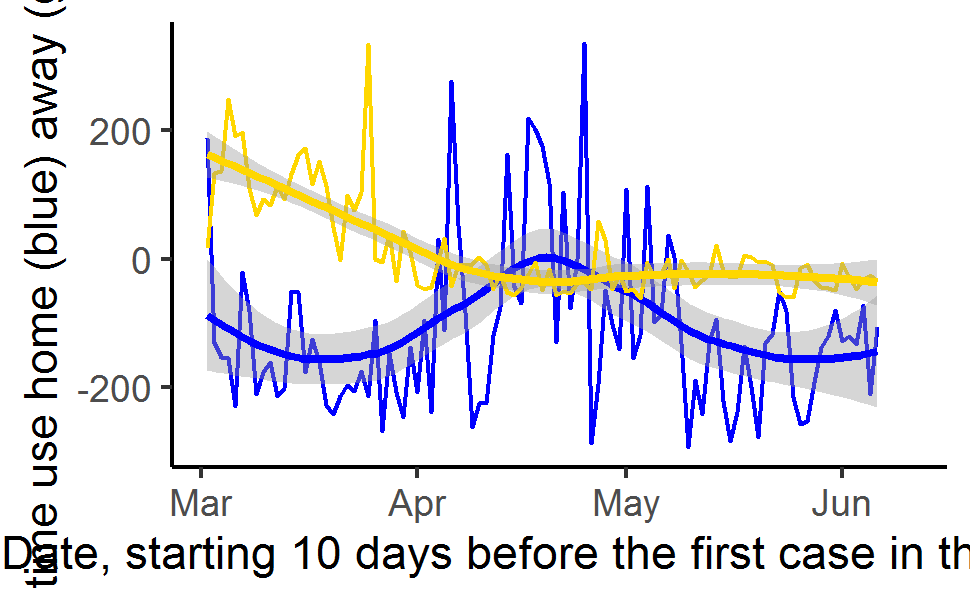 time use home (blue) away (
200
0
-200
Mar Apr May Jun
Date, starting 10 days before the first case in th